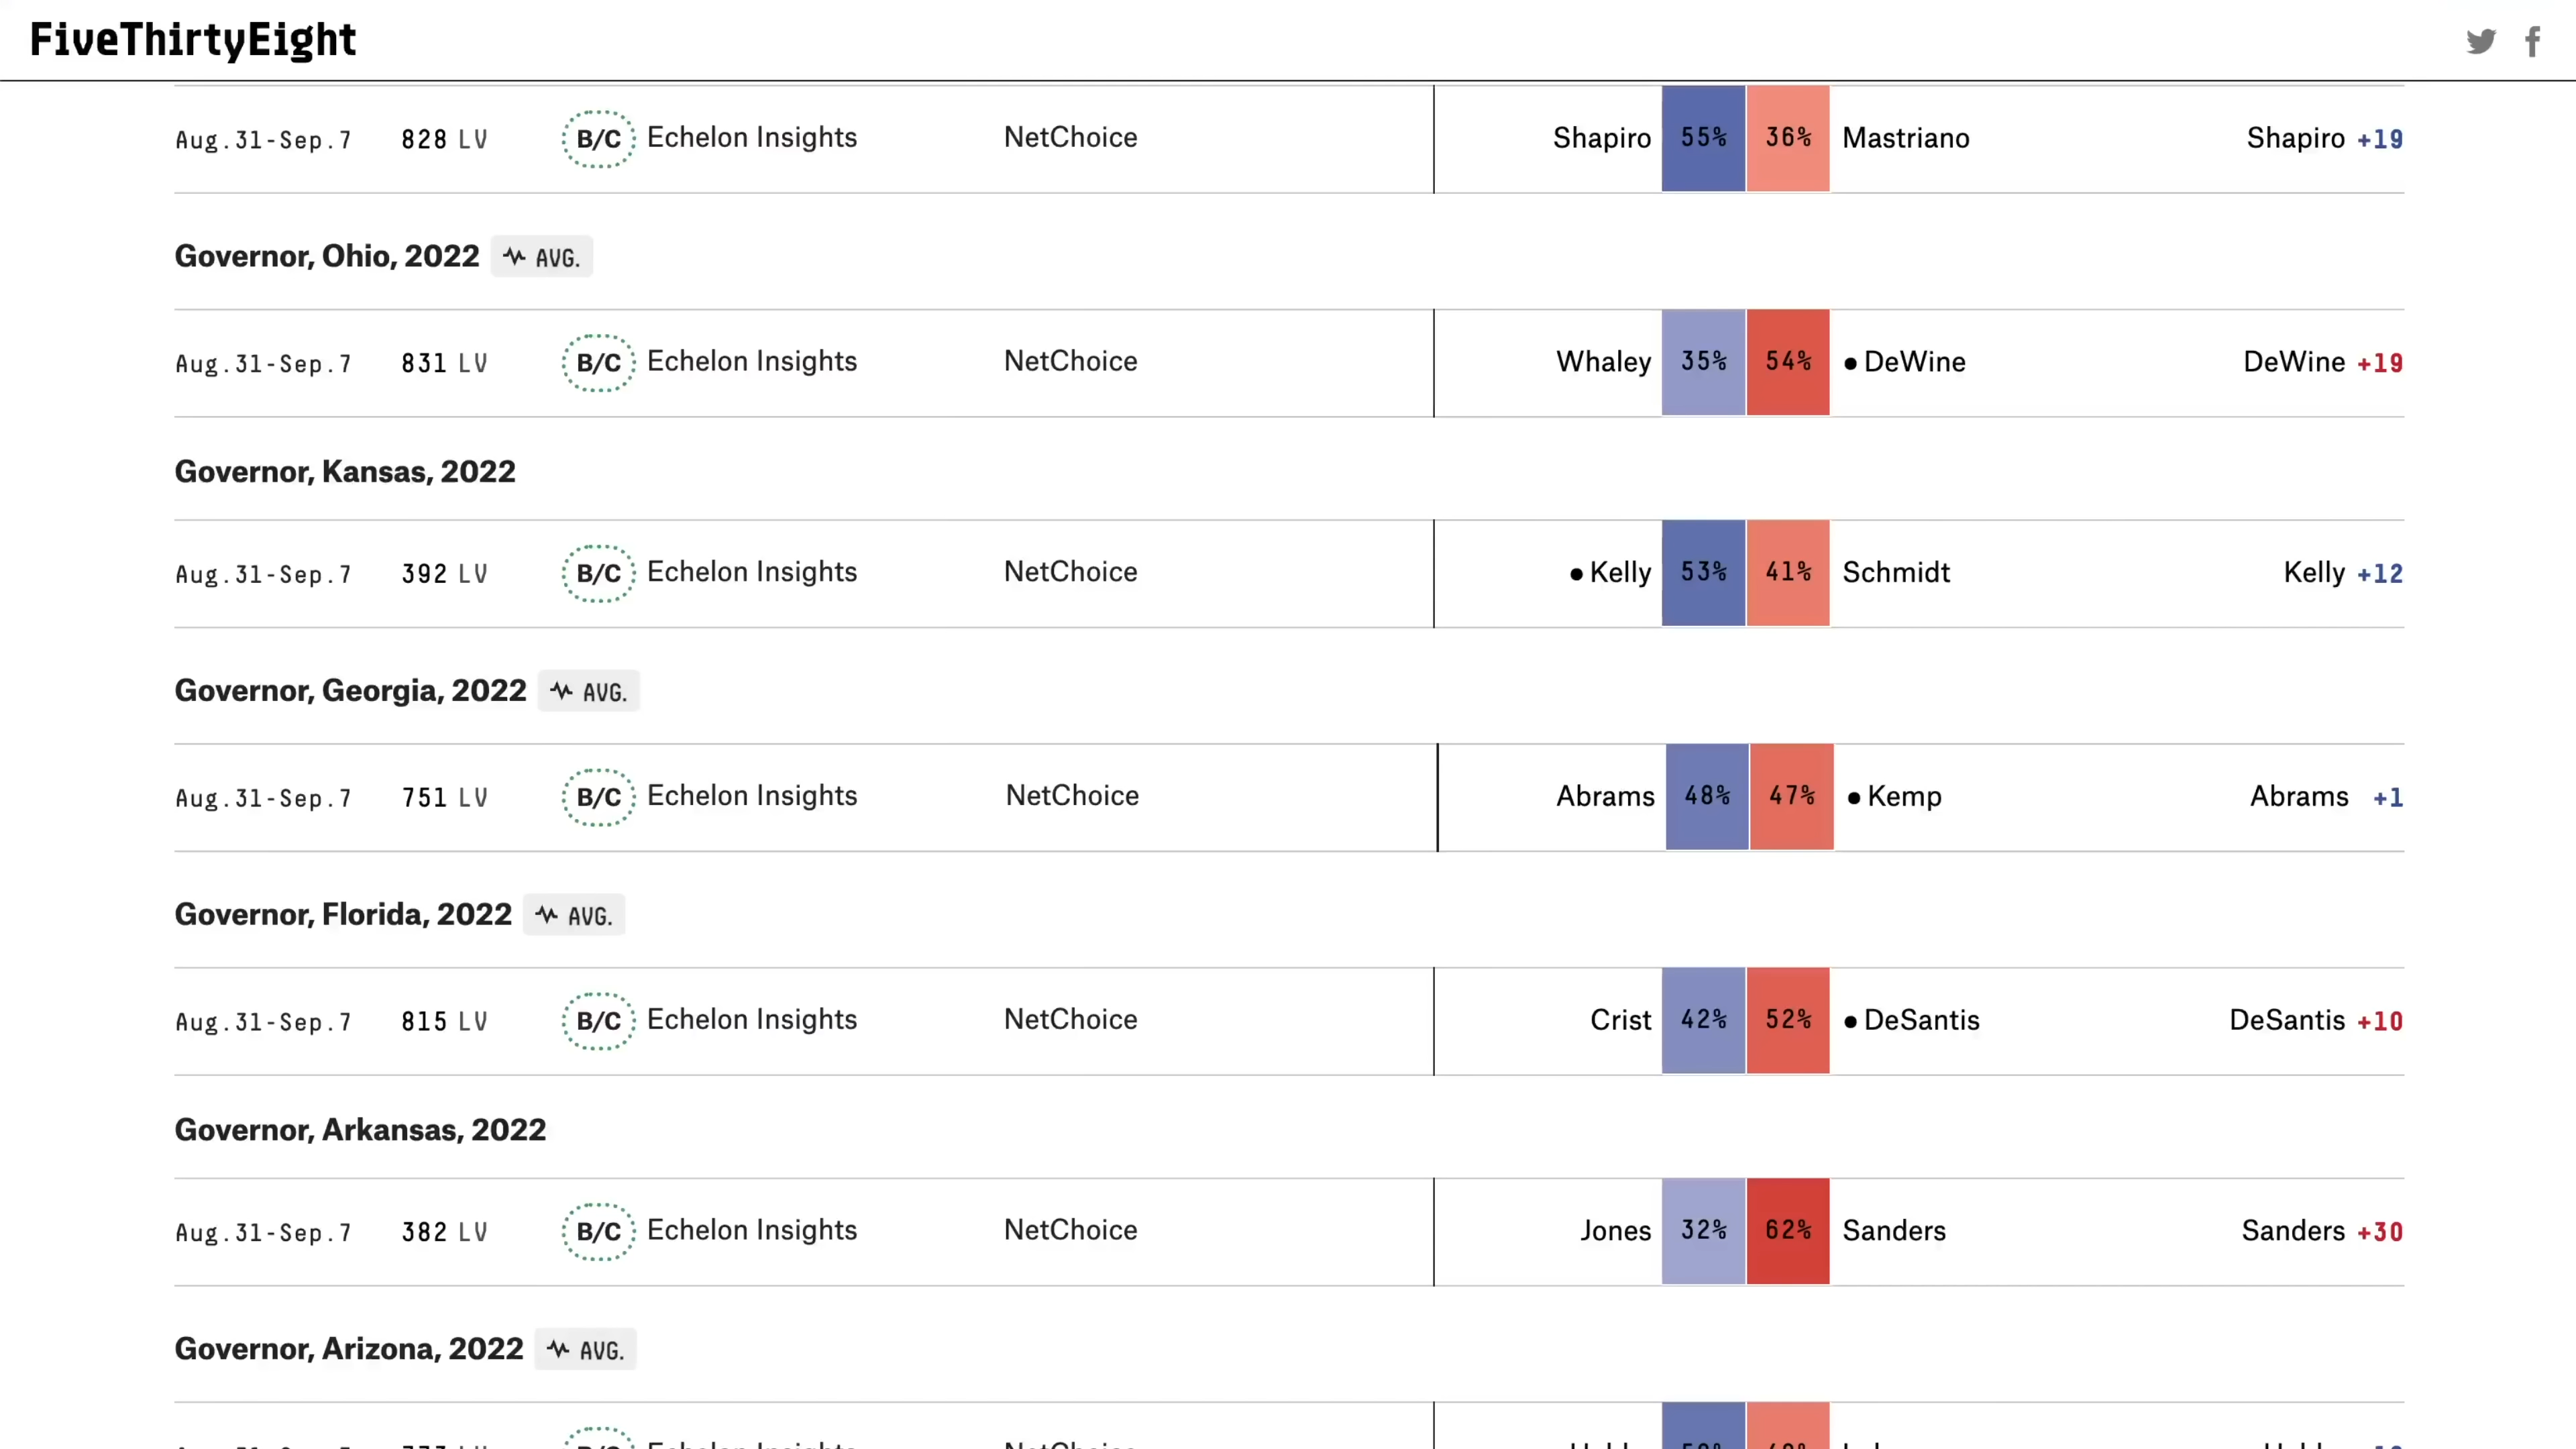 FiveThirtyEight
Aug. 31-Sep. 7 828 LV B/C Echelon Insights NetChoice Shapiro 55% 36% Mastriano Shapiro +19
Governor, Ohio, 2022 AVG.
Aug. 31-Sep. 7 831 LV B/C Echelon Insights NetChoice Whaley 35% 54% • DeWine DeWine +19
Governor, Kansas, 2022
Aug. 31-Sep. 7 392 LV B/C Echelon Insights NetChoice • Kelly 53% 41% Schmidt Kelly +12
Governor, Georgia, 2022 AVG.
Aug. 31-Sep. 7 751 LV B/C Echelon Insights NetChoice Abrams 48% 47% • Kemp Abrams +1
Governor, Florida, 2022 AVG.
Aug. 31-Sep. 7 815 LV B/C Echelon Insights NetChoice Crist 42% 52% • DeSantis DeSantis +10
Governor, Arkansas, 2022
Aug. 31-Sep. 7 382 LV B/C Echelon Insights NetChoice Jones 32% 62% Sanders Sanders +30
Governor, Arizona, 2022 AVG.
Echelon Insights NetChoice